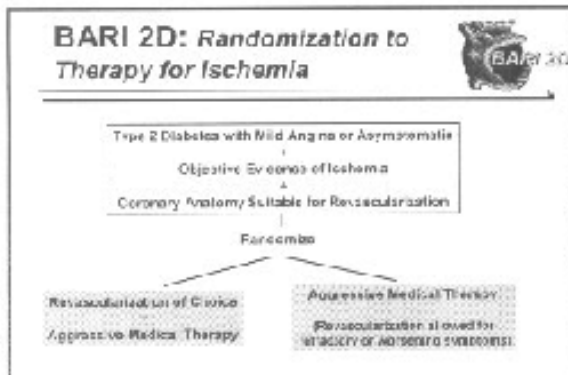 BARI 2D: Randomization to
Therapy for Ischemia
BARI 2D
Type 2 Diabetes with Mild Angina or Asymptomatic
+
Objective Evidence of Ischemia
+
Coronary Anatomy Suitable for Revascularization
Randomize
Revascularization of Choice
Aggressive Medical Therapy
Aggressive Medical Therapy
(Revascularization allowed for
refractory or worsening symptoms)